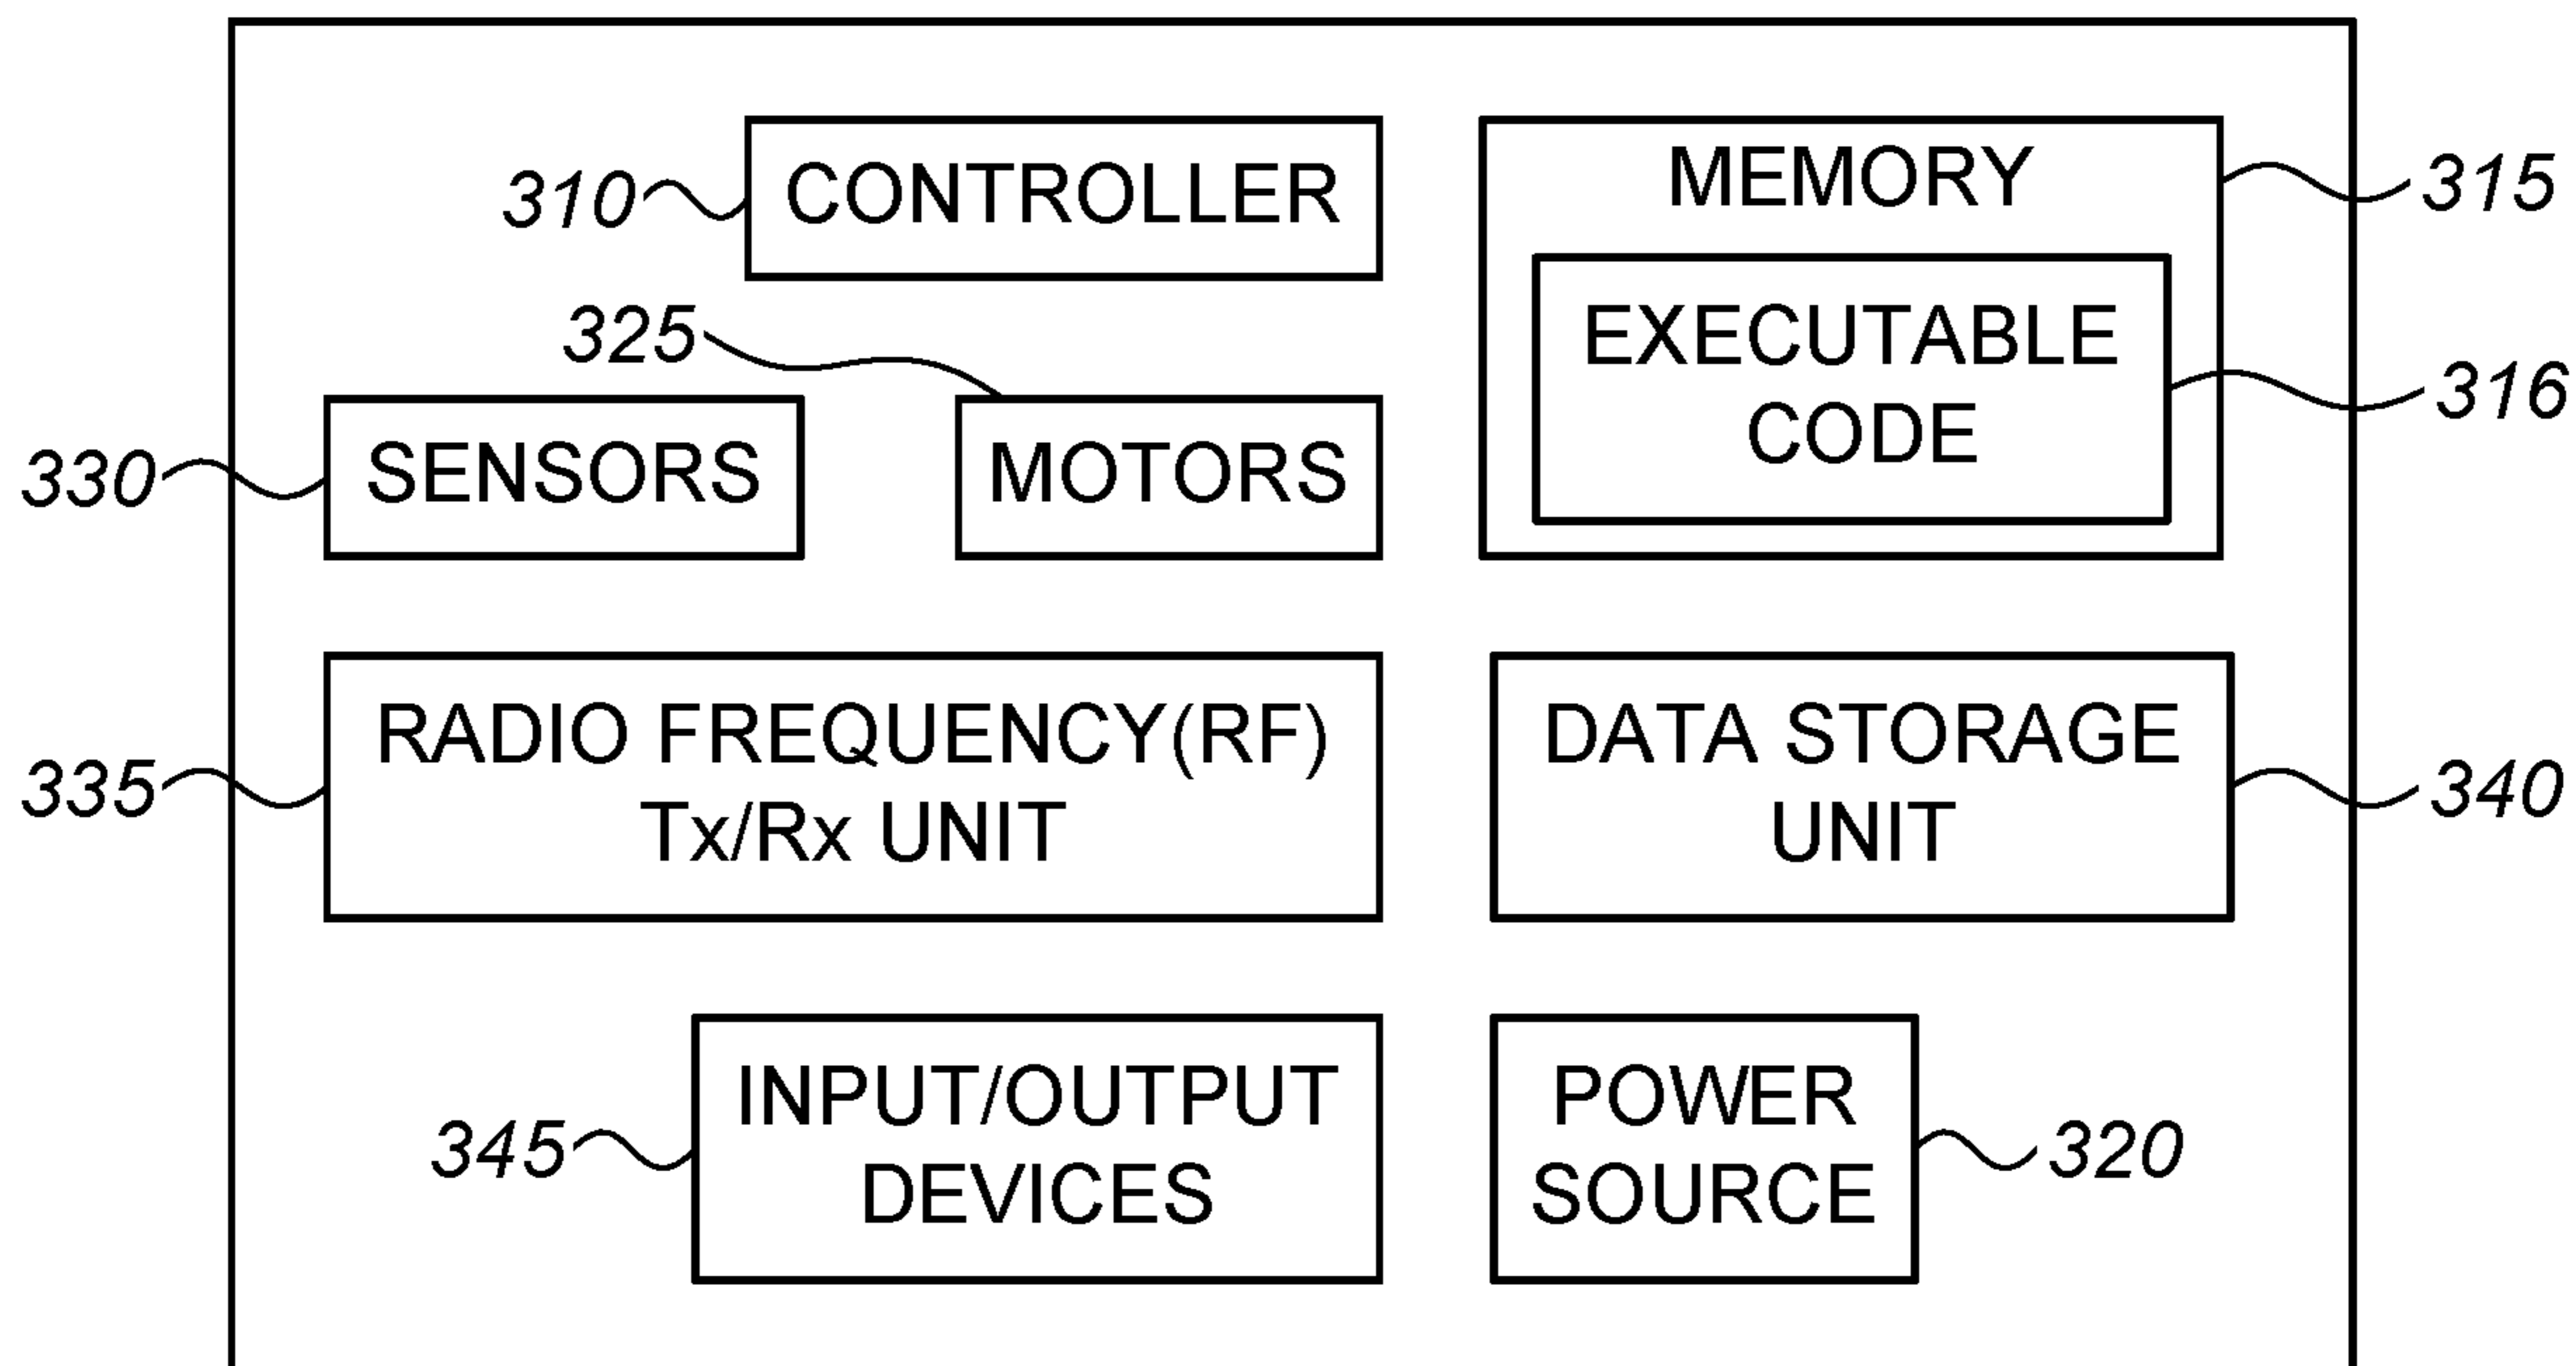 310
CONTROLLER
MEMORY
315
325
EXECUTABLE
CODE
316
330
SENSORS
MOTORS
335
RADIO FREQUENCY(RF)
Tx/Rx UNIT
DATA STORAGE
UNIT
340
345
INPUT/OUTPUT
DEVICES
POWER
SOURCE
320